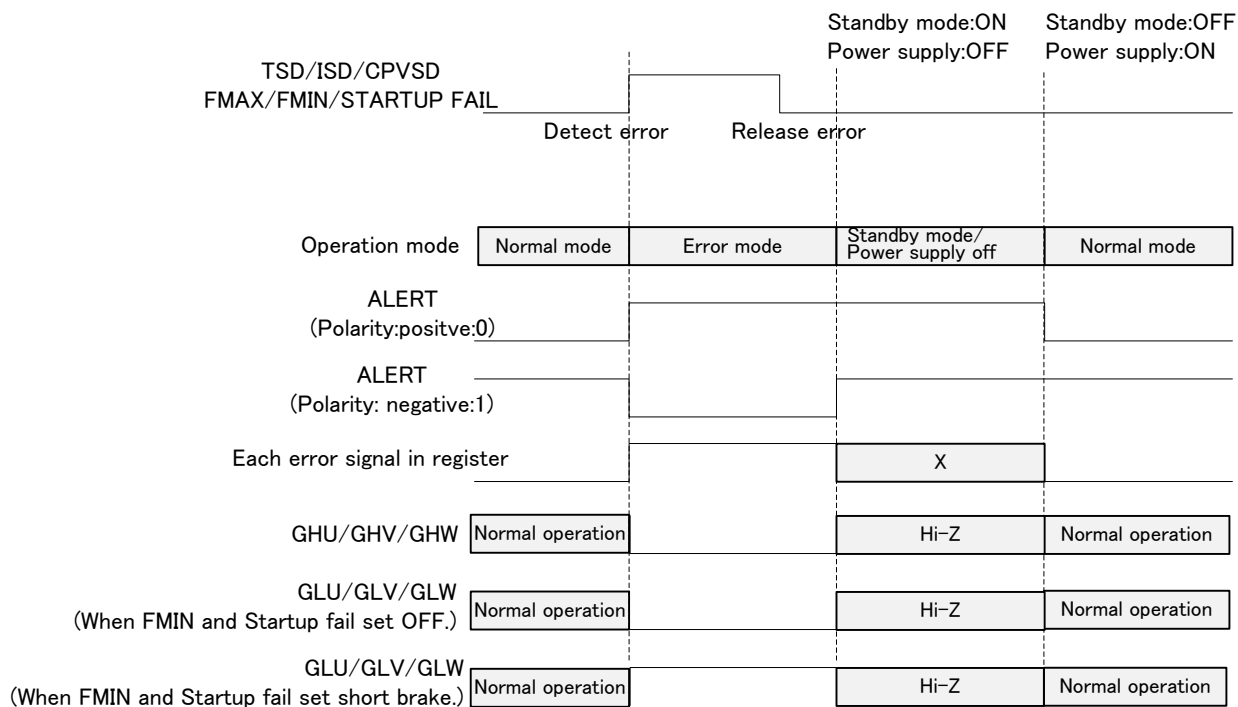 Standby mode:ON
Power supply:OFF
Standby mode:OFF
Power supply:ON
TSD/ISD/CPVSD
FMAX/FMIN/STARTUP FAIL
Detect error
Release error
Operation mode
Normal mode
Error mode
Standby mode/
Power supply off
Normal mode
ALERT
(Polarity:positve:0)
ALERT
(Polarity: negative:1)
Each error signal in register
X
GHU/GHV/GHW
Normal operation
Hi-Z
Normal operation
GLU/GLV/GLW
(When FMIN and Startup fail set OFF.)
Normal operation
Hi-Z
Normal operation
GLU/GLV/GLW
(When FMIN and Startup fail set short brake.)
Normal operation
Hi-Z
Normal operation